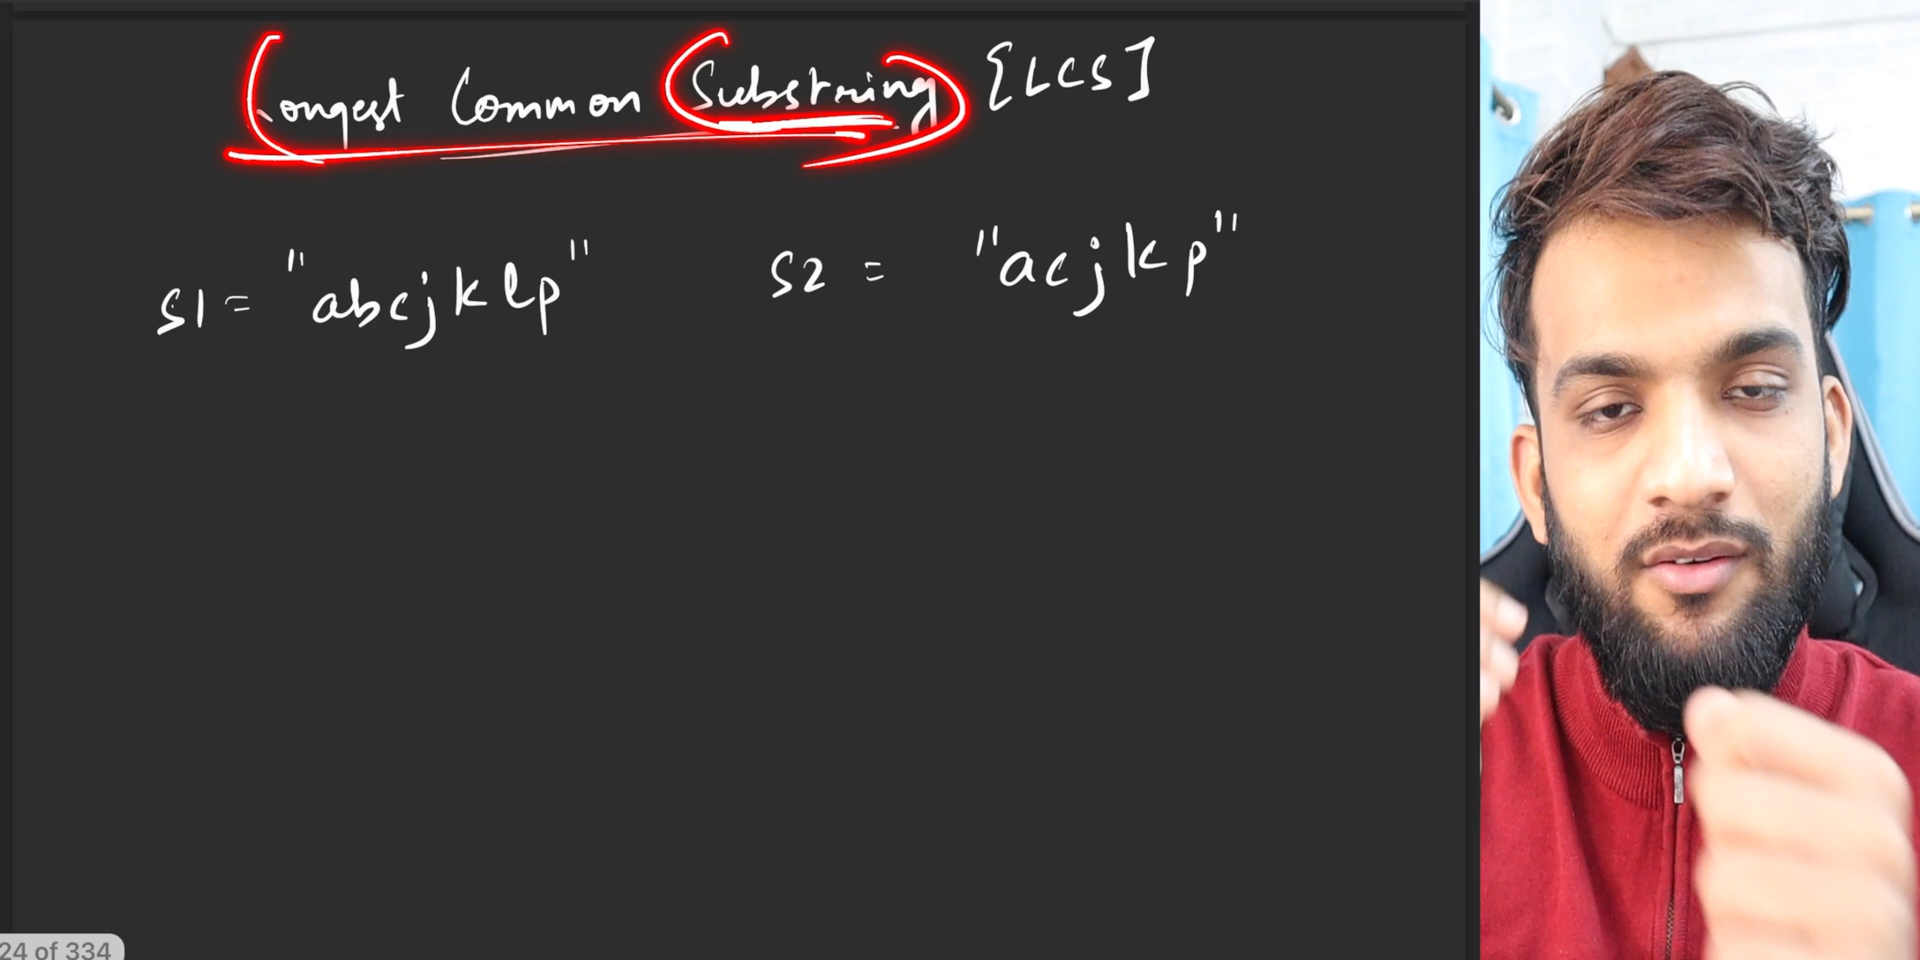 Longest Common Substring [LCS]
S1 = "abcjklp" S2 = "acjkp"
24 of 334